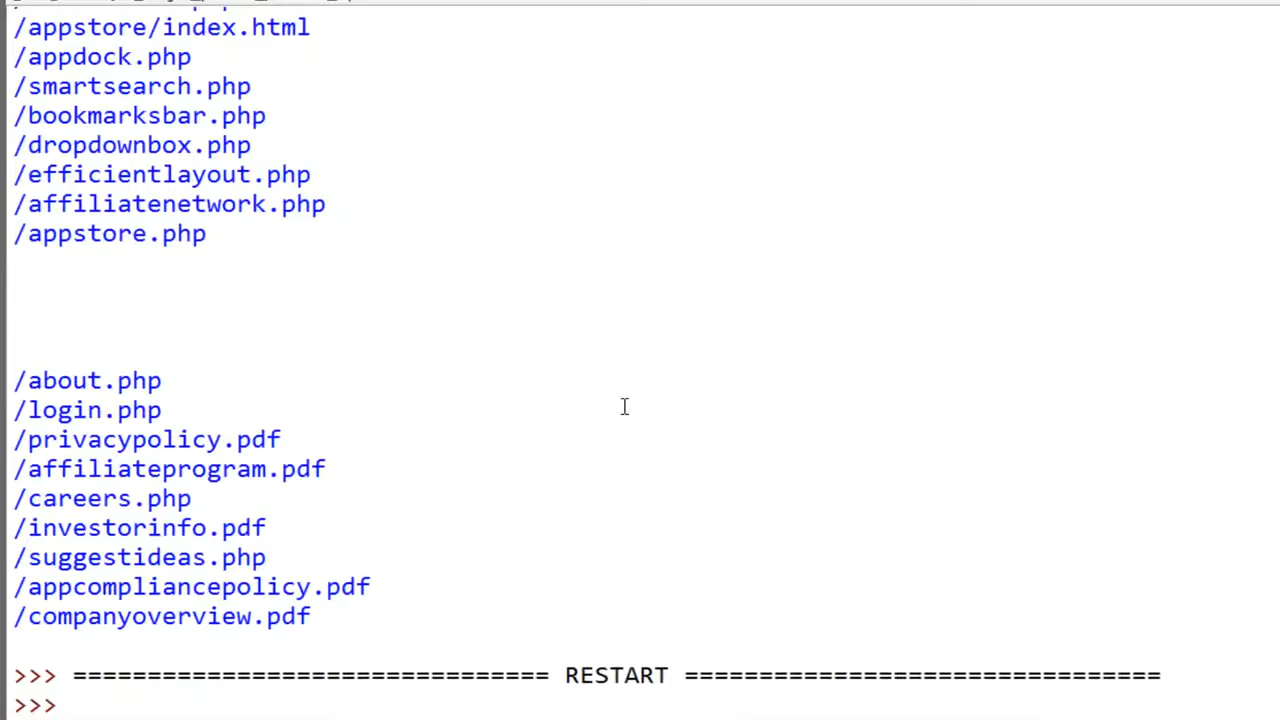 /appstore/index.html
/appdock.php
/smartsearch.php
/bookmarksbar.php
/dropdownbox.php
/efficientlayout.php
/affiliatenetwork.php
/appstore.php
/about.php
/login.php
/privacypolicy.pdf
/affiliateprogram.pdf
/careers.php
/investorinfo.pdf
/suggestideas.php
/appcompliancepolicy.pdf
/companyoverview.pdf
>>> ================================ RESTART ================================
>>>